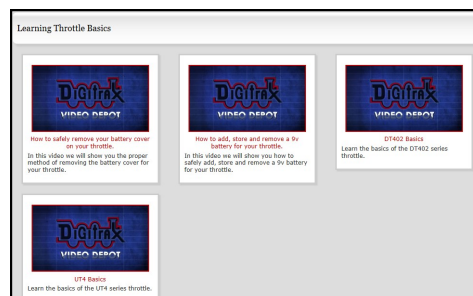 Learning Throttle Basics
DIGITRAX
VIDEO DEPOT
How to safely remove your battery cover
on your throttle.
In this video we will show you the proper
method of removing the battery cover for
your throttle.
DIGITRAX
VIDEO DEPOT
How to add, store and remove a 9v
battery for your throttle.
In this video we will show you how to
safely add, store and remove a 9v battery
for your throttle.
DIGITRAX
VIDEO DEPOT
DT402 Basics
Learn the basics of the DT402 series
throttle.
DIGITRAX
VIDEO DEPOT
UT4 Basics
Learn the basics of the UT4 series throttle.